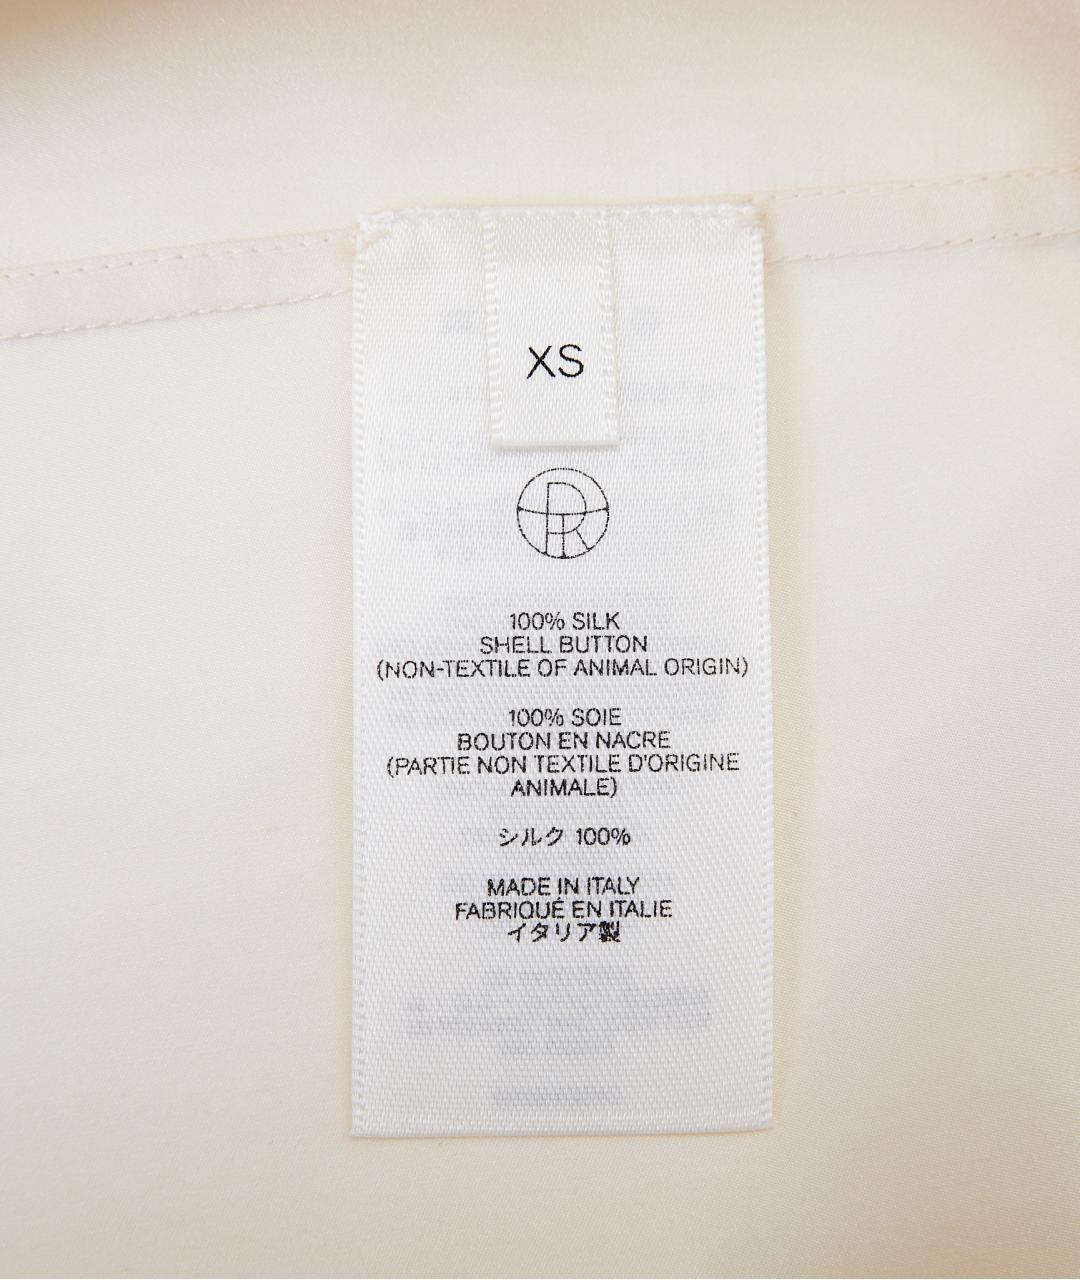 XS
100% SILK
SHELL BUTTON
(NON-TEXTILE OF ANIMAL ORIGIN)
100% SOIE
BOUTON EN NACRE
(PARTIE NON TEXTILE D'ORIGINE
ANIMALE)
シルク 100%
MADE IN ITALY
FABRIQUÉ EN ITALIE
イタリア製